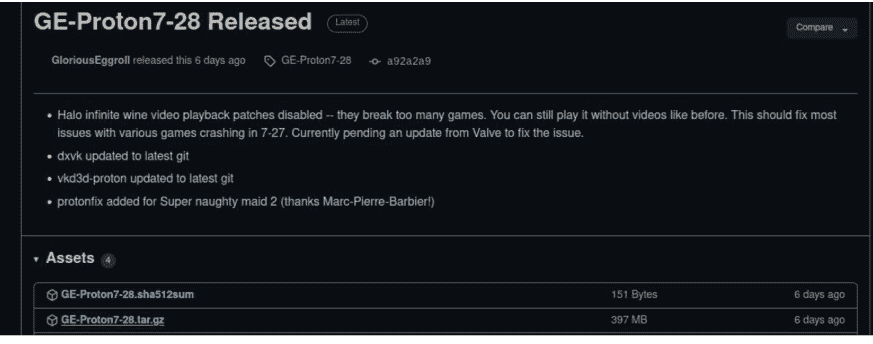 GE-Proton7-28 Released Latest
Compare
GloriousEggroll released this 6 days ago GE-Proton7-28 a92a2a9
• Halo infinite wine video playback patches disabled -- they break too many games. You can still play it without videos like before. This should fix most
issues with various games crashing in 7-27. Currently pending an update from Valve to fix the issue.
• dxvk updated to latest git
• vkd3d-proton updated to latest git
• protonfix added for Super naughty maid 2 (thanks Marc-Pierre-Barbier!)
Assets 4
GE-Proton7-28.sha512sum 151 Bytes 6 days ago
GE-Proton7-28.tar.gz 397 MB 6 days ago